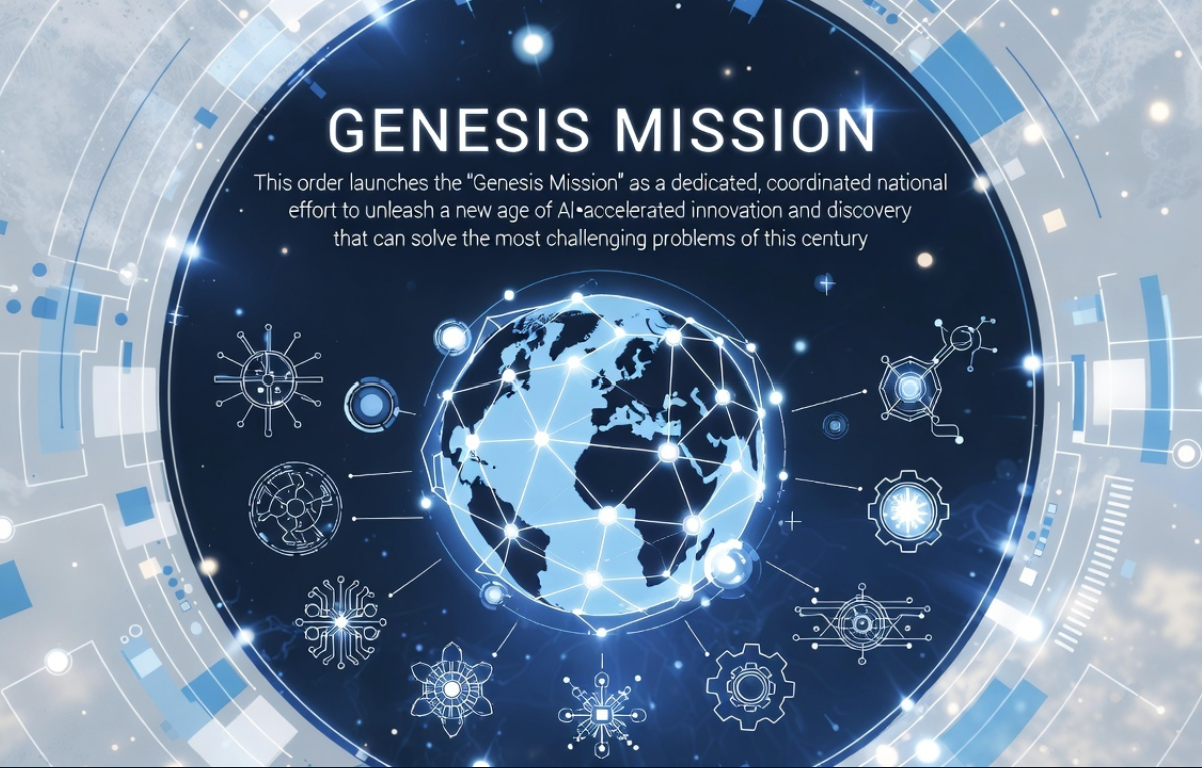 GENESIS MISSION
This order launches the "Genesis Mission" as a dedicated, coordinated national
effort to unleash a new age of AI•accelerated innovation and discovery
that can solve the most challenging problems of this century